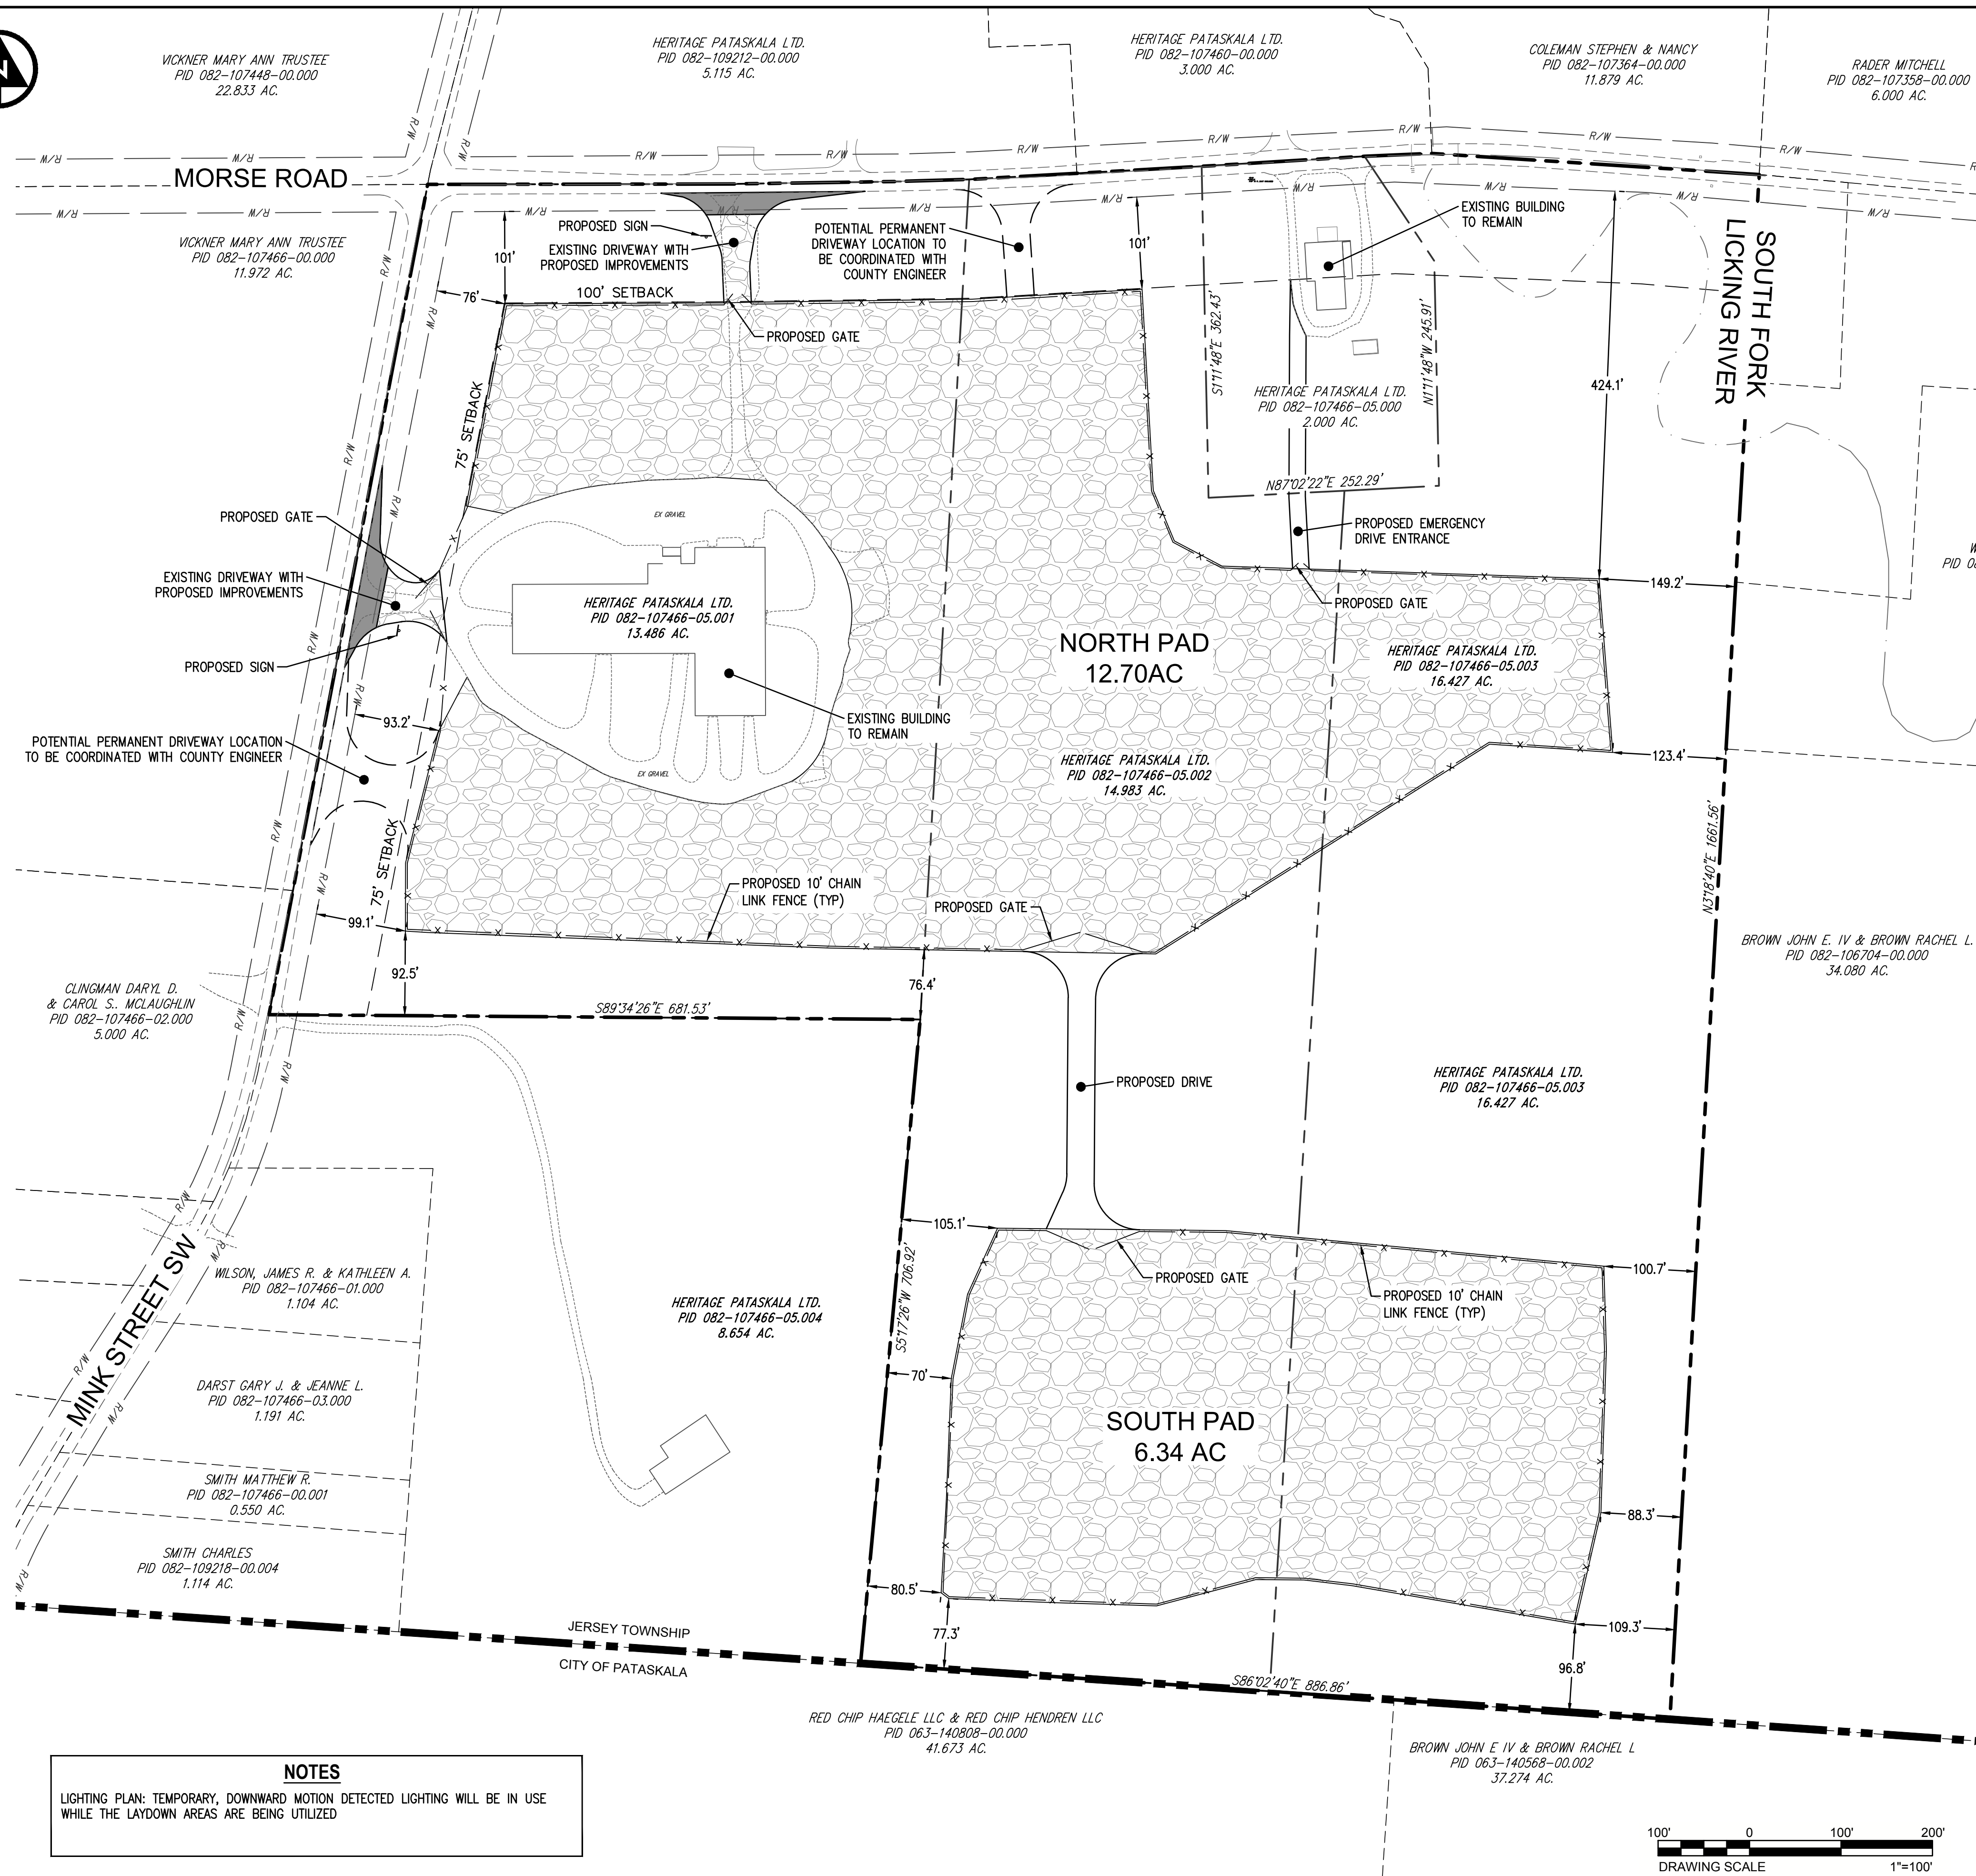 N
VICKNER MARY ANN TRUSTEE
PID 082-107448-00.000
22.833 AC.
HERITAGE PATASKALA LTD.
PID 082-109212-00.000
5.115 AC.
HERITAGE PATASKALA LTD.
PID 082-107460-00.000
3.000 AC.
COLEMAN STEPHEN & NANCY
PID 082-107364-00.000
11.879 AC.
RADER MITCHELL
PID 082-107358-00.000
6.000 AC.
R/W
R/W
R/W
R/W
R/W
R/W
R/W
R/W
R/W
R/W
R/W
MORSE ROAD
R/W
R/W
R/W
R/W
R/W
R/W
R/W
R/W
R/W
R/W
VICKNER MARY ANN TRUSTEE
PID 082-107466-00.000
11.972 AC.
PROPOSED SIGN
EXISTING DRIVEWAY WITH
PROPOSED IMPROVEMENTS
POTENTIAL PERMANENT
DRIVEWAY LOCATION TO
BE COORDINATED WITH
COUNTY ENGINEER
EXISTING BUILDING
TO REMAIN
SOUTH FORK
LICKING RIVER
101'
101'
76'
100' SETBACK
PROPOSED GATE
75' SETBACK
S1°11'48"E 362.43'
N1°11'48"W 245.91'
424.1'
HERITAGE PATASKALA LTD.
PID 082-107466-05.000
2.000 AC.
N87°02'22"E 252.29'
R/W
R/W
R/W
R/W
PROPOSED GATE
EX GRAVEL
PROPOSED EMERGENCY
DRIVE ENTRANCE
W
PID 08
EXISTING DRIVEWAY WITH
PROPOSED IMPROVEMENTS
149.2'
HERITAGE PATASKALA LTD.
PID 082-107466-05.001
13.486 AC.
PROPOSED GATE
NORTH PAD
12.70AC
HERITAGE PATASKALA LTD.
PID 082-107466-05.003
16.427 AC.
R/W
PROPOSED SIGN
R/W
93.2'
EXISTING BUILDING
TO REMAIN
POTENTIAL PERMANENT DRIVEWAY LOCATION
TO BE COORDINATED WITH COUNTY ENGINEER
EX GRAVEL
HERITAGE PATASKALA LTD.
PID 082-107466-05.002
14.983 AC.
123.4'
R/W
75' SETBACK
R/W
N3°18'40"E 1661.56'
PROPOSED 10' CHAIN
LINK FENCE (TYP)
PROPOSED GATE
99.1'
92.5'
76.4'
BROWN JOHN E. IV & BROWN RACHEL L.
PID 082-106704-00.000
34.080 AC.
CLINGMAN DARYL D.
& CAROL S.. MCLAUGHLIN
PID 082-107466-02.000
5.000 AC.
R/W
S89°34'26"E 681.53'
R/W
PROPOSED DRIVE
HERITAGE PATASKALA LTD.
PID 082-107466-05.003
16.427 AC.
R/W
R/W
MINK STREET SW
105.1'
S5°17'26"W 706.92'
WILSON, JAMES R. & KATHLEEN A.
PID 082-107466-01.000
1.104 AC.
PROPOSED GATE
100.7'
PROPOSED 10' CHAIN
LINK FENCE (TYP)
HERITAGE PATASKALA LTD.
PID 082-107466-05.004
8.654 AC.
R/W
R/W
70'
DARST GARY J. & JEANNE L.
PID 082-107466-03.000
1.191 AC.
SOUTH PAD
6.34 AC
SMITH MATTHEW R.
PID 082-107466-00.001
0.550 AC.
88.3'
SMITH CHARLES
PID 082-109218-00.004
1.114 AC.
R/W
R/W
80.5'
77.3'
109.3'
96.8'
JERSEY TOWNSHIP
CITY OF PATASKALA
S86°02'40"E 886.86'
RED CHIP HAEGELE LLC & RED CHIP HENDREN LLC
PID 063-140808-00.000
41.673 AC.
BROWN JOHN E IV & BROWN RACHEL L
PID 063-140568-00.002
37.274 AC.
NOTES
LIGHTING PLAN: TEMPORARY, DOWNWARD MOTION DETECTED LIGHTING WILL BE IN USE
WHILE THE LAYDOWN AREAS ARE BEING UTILIZED
100' 0 100' 200'
DRAWING SCALE 1"=100'